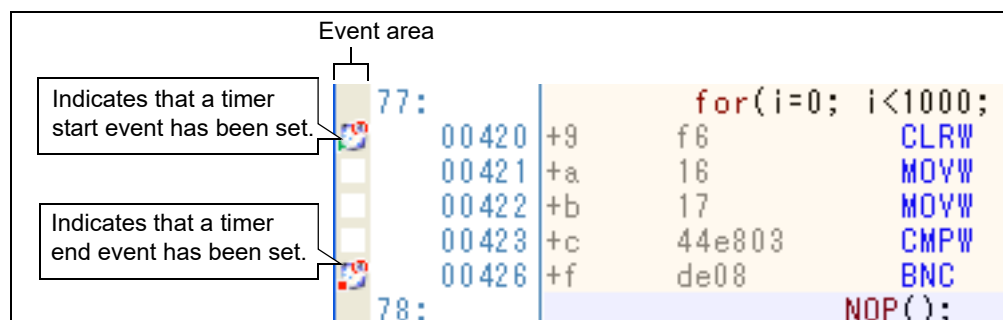 Event area
Indicates that a timer
start event has been set.
77: for(i=0; i<1000;
00420 +9 f6 CLRW
00421 +a 16 MOVW
00422 +b 17 MOVW
Indicates that a timer
end event has been set.
00423 +c 44e803 CMPW
00426 +f de08 BNC
78: NOP();